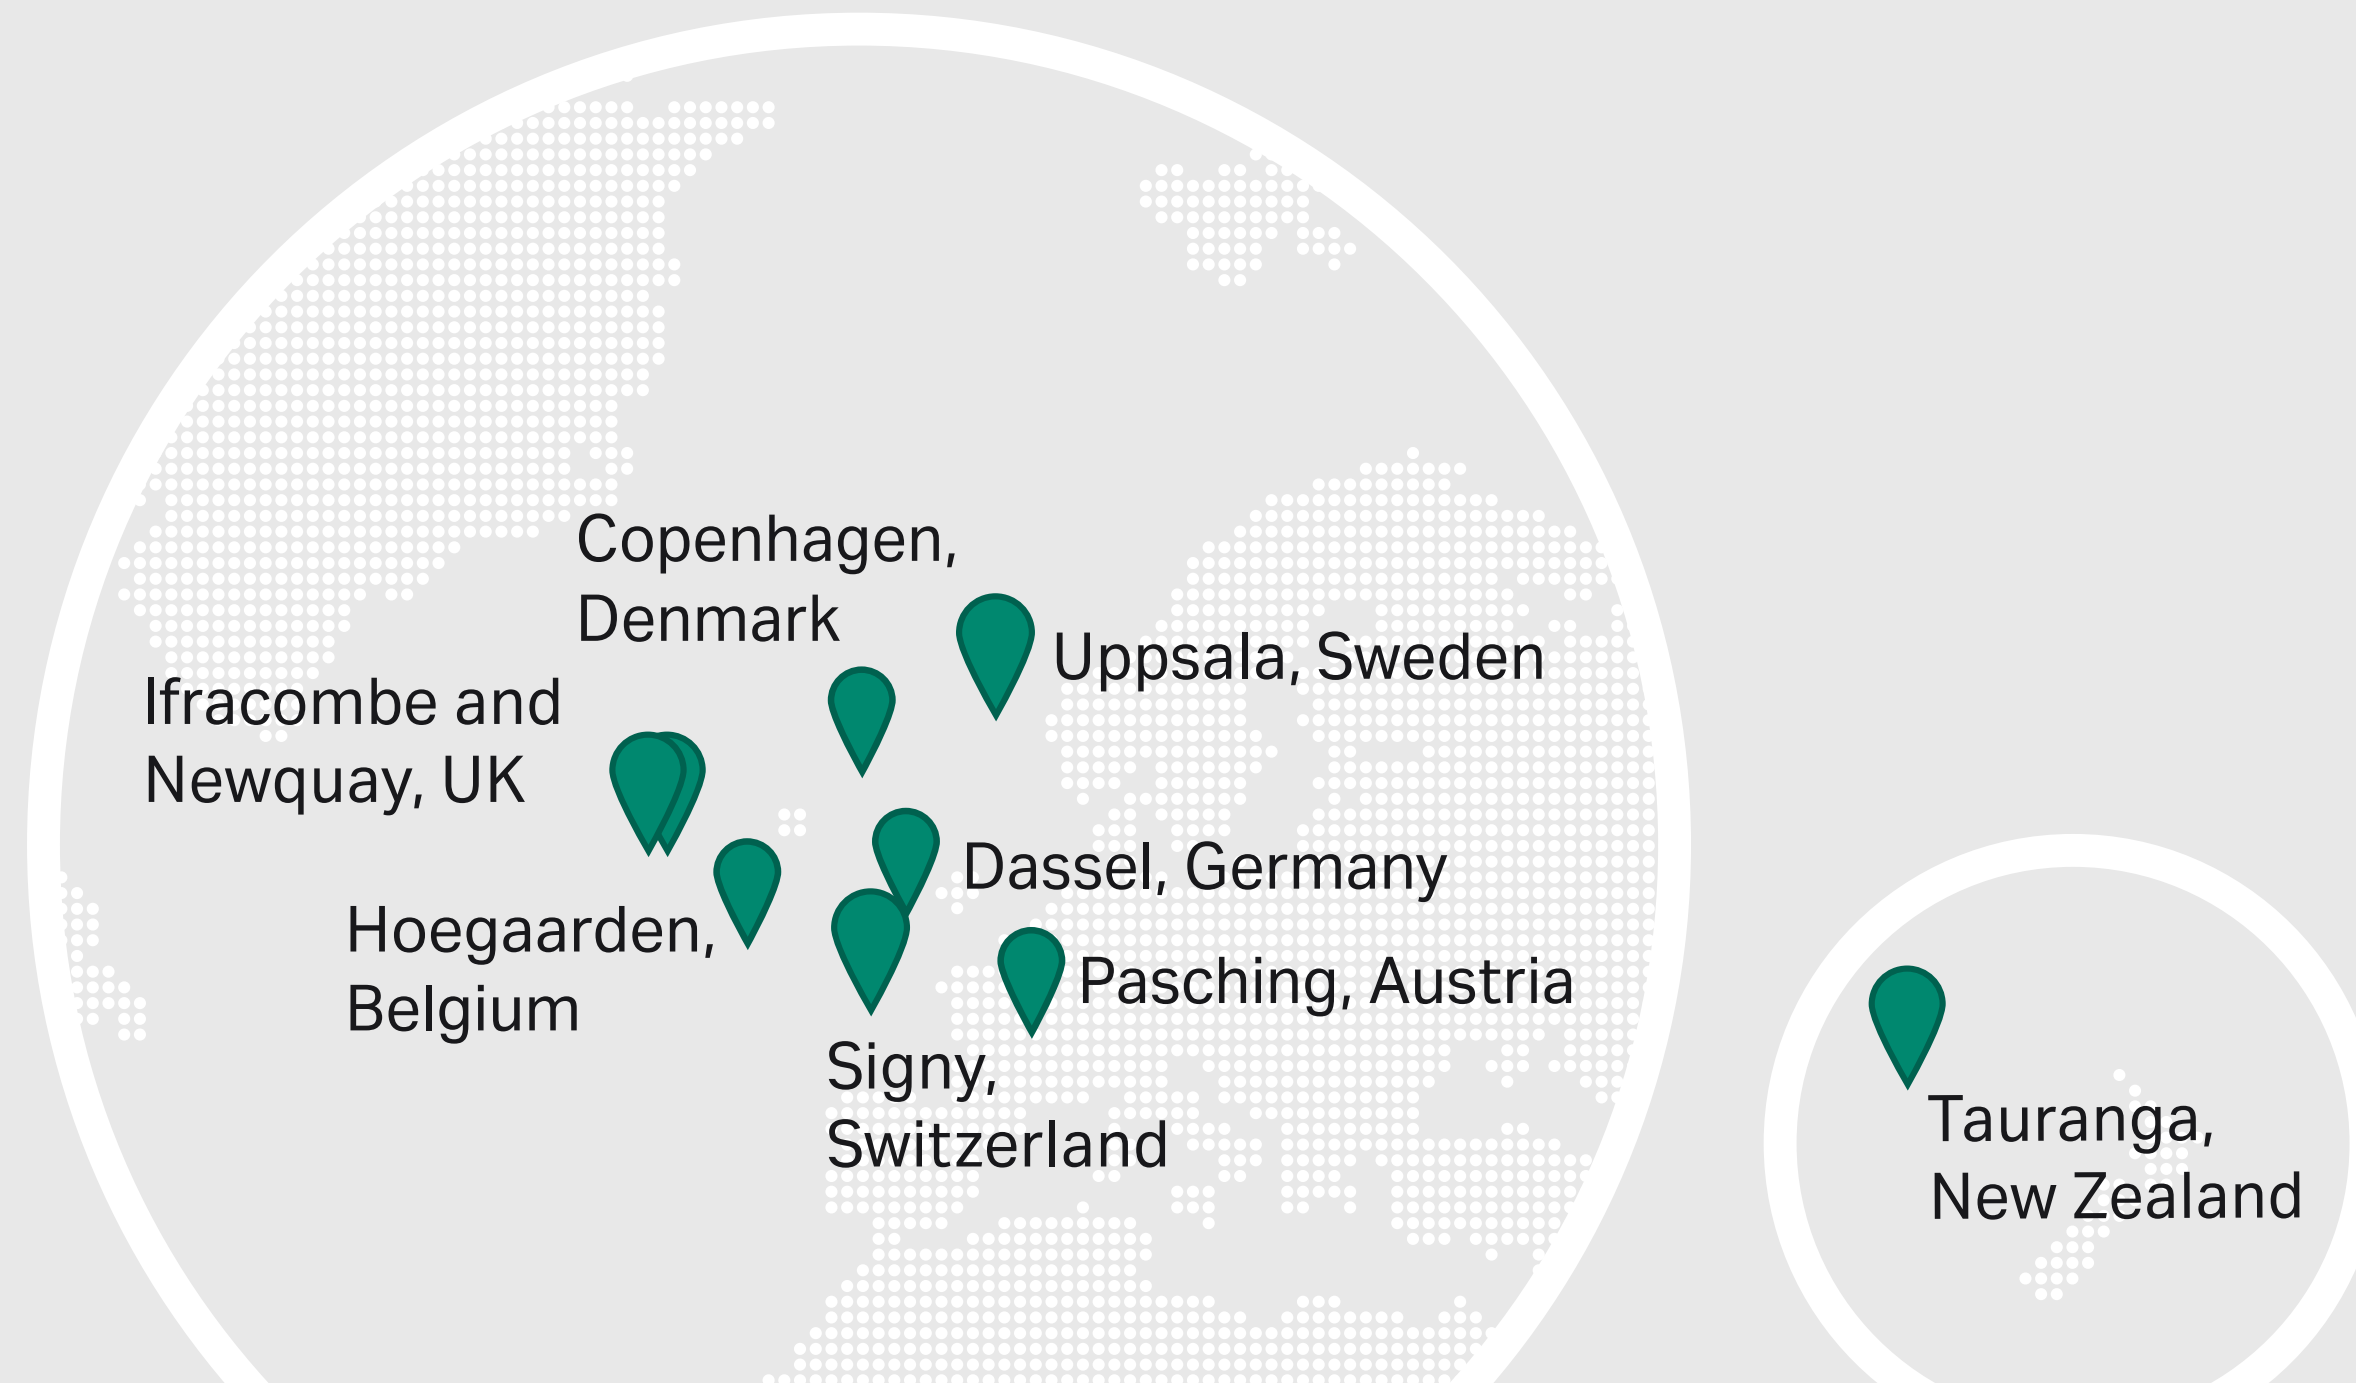 Copenhagen,
Denmark
Uppsala, Sweden
Ifracombe and
Newquay, UK
Dassel, Germany
Hoegaarden,
Belgium
Pasching, Austria
Signy,
Switzerland
Tauranga,
New Zealand